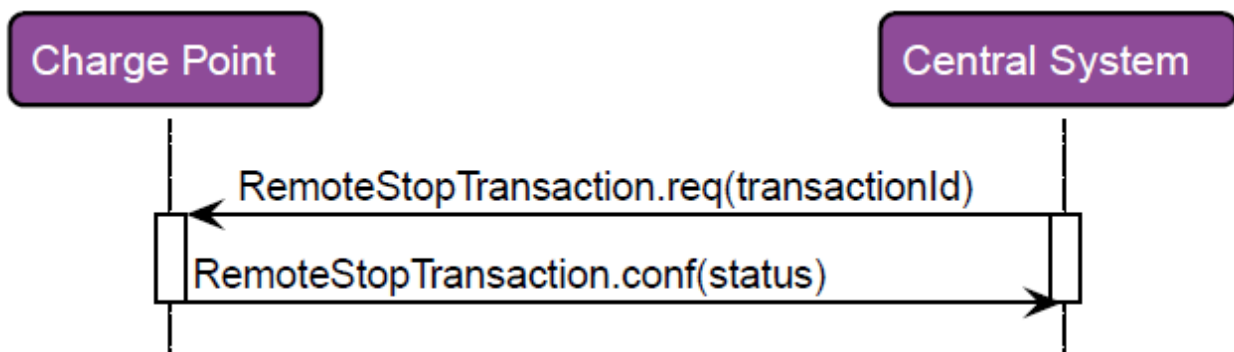 Charge Point
Central System
RemoteStopTransaction.req(transactionId)
RemoteStopTransaction.conf(status)